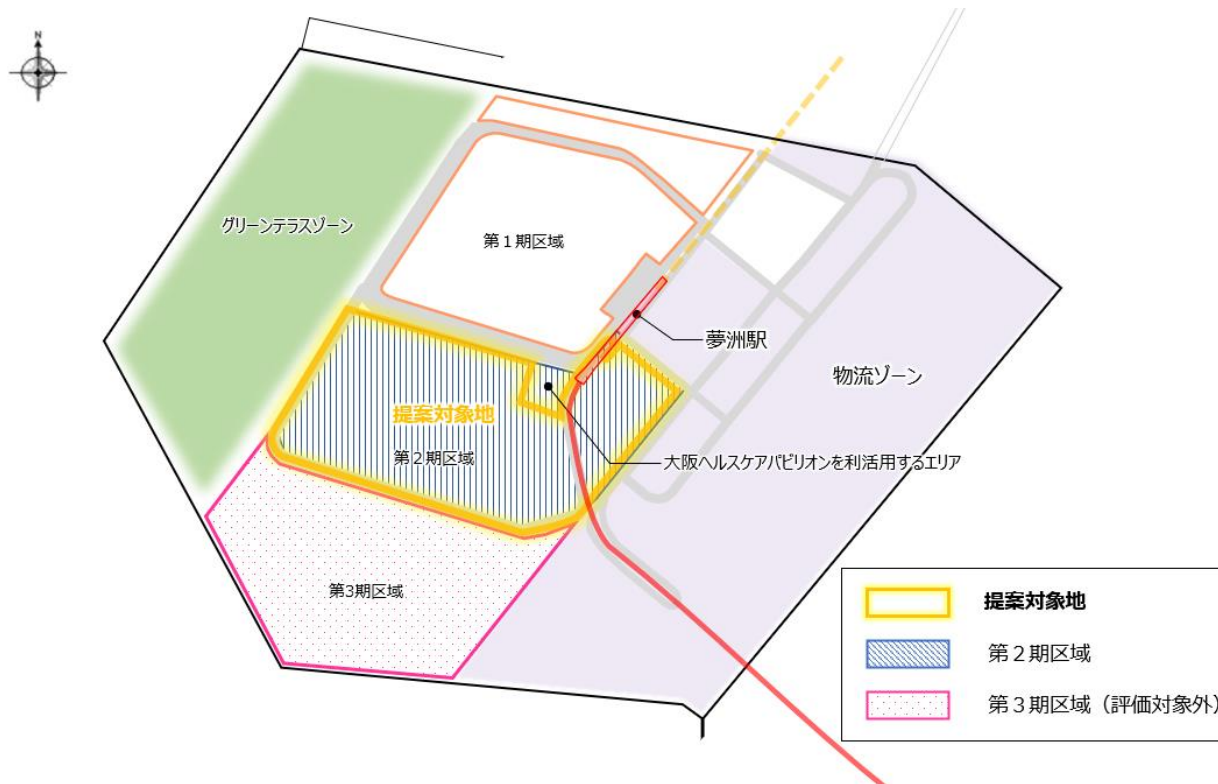 N
グリーンテラスゾーン
第１期区域
夢洲駅
物流ゾーン
提案対象地
第２期区域
大阪ヘルスケアパビリオンを利活用するエリア
第3期区域
提案対象地
第２期区域
第３期区域（評価対象外）